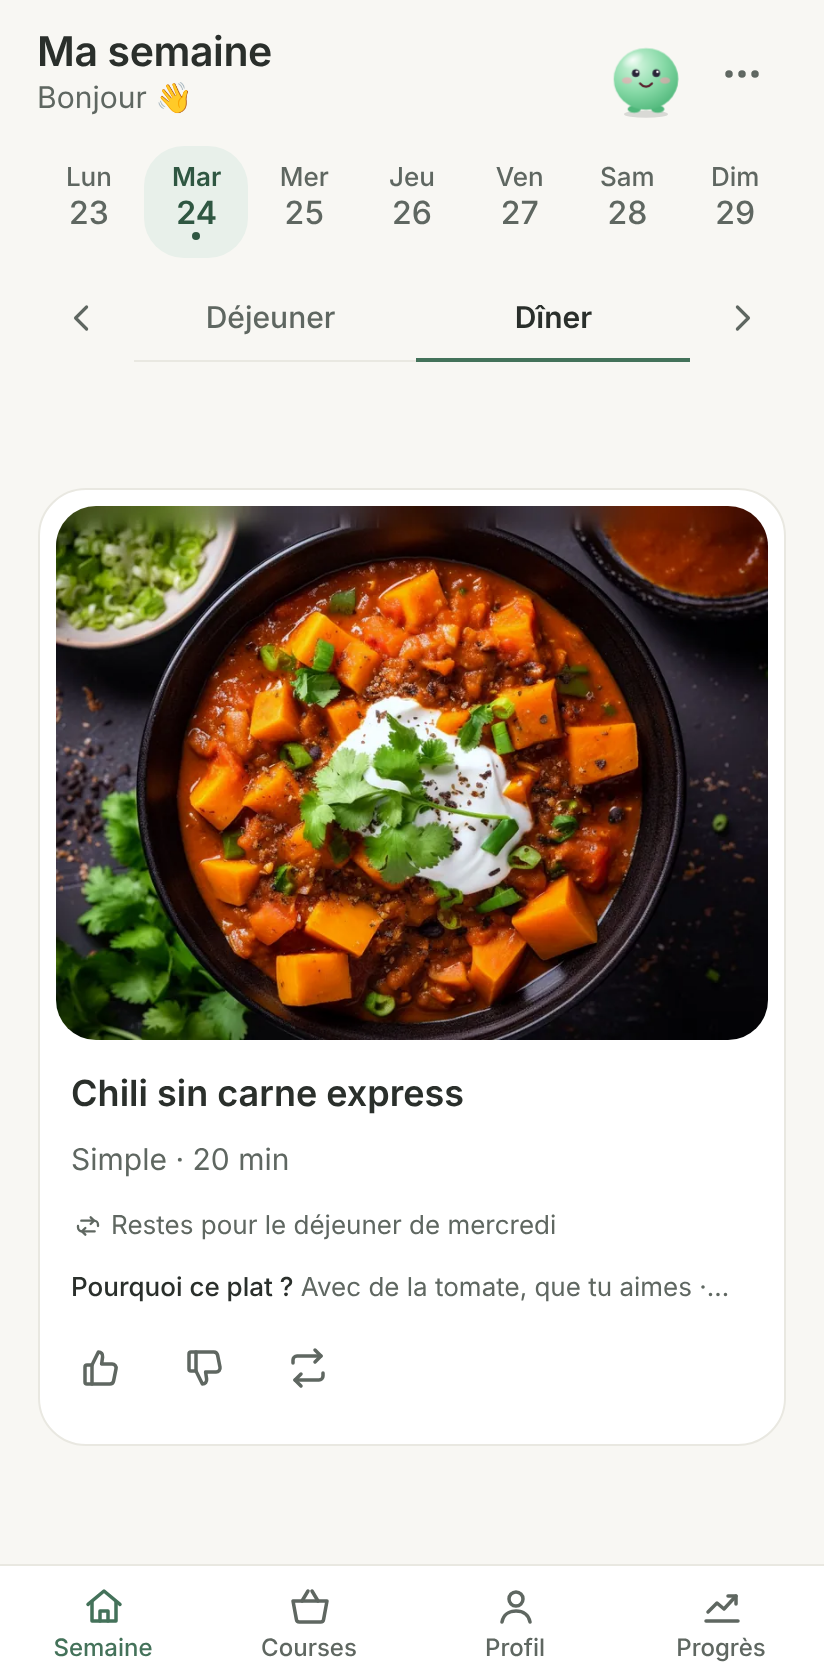 Ma semaine
Bonjour 👋
Lun Mar Mer Jeu Ven Sam Dim
23 24 25 26 27 28 29
Déjeuner Dîner
Chili sin carne express
Simple · 20 min
Restes pour le déjeuner de mercredi
Pourquoi ce plat ? Avec de la tomate, que tu aimes ·...
Semaine Courses Profil Progrès